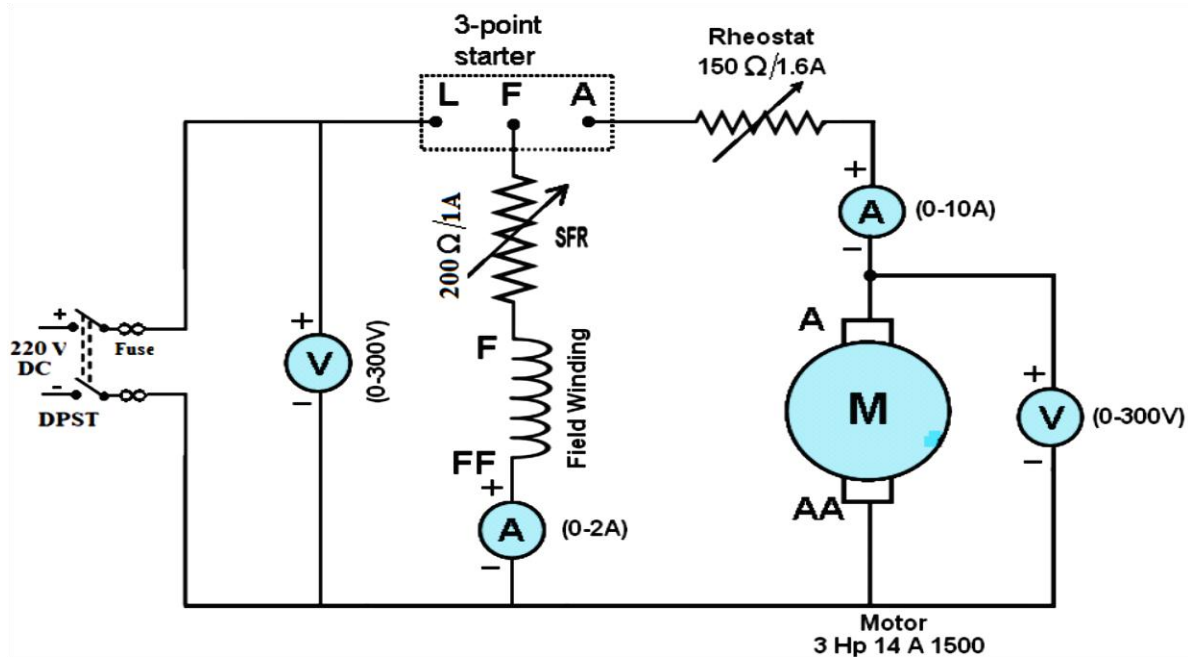 3-point
starter
L F A
Rheostat
150 Ω/1.6A
+
A
(0-10A)
−
200 Ω/1A
SFR
+
220 V
DC
-
Fuse
DPST
+
V
−
(0-300V)
F
Field Winding
FF
+
A
(0-2A)
−
A
M
AA
+
V
(0-300V)
−
Motor
3 Hp 14 A 1500